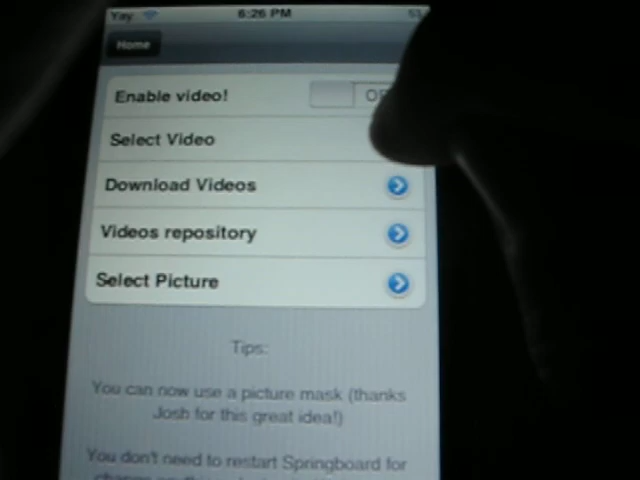 Yay 6:26 PM 53
Home
Enable video!
Select Video
Download Videos
Videos repository
Select Picture
Tips:
You can now use a picture mask (thanks
Josh for this great idea!)
You don't need to restart Springboard for